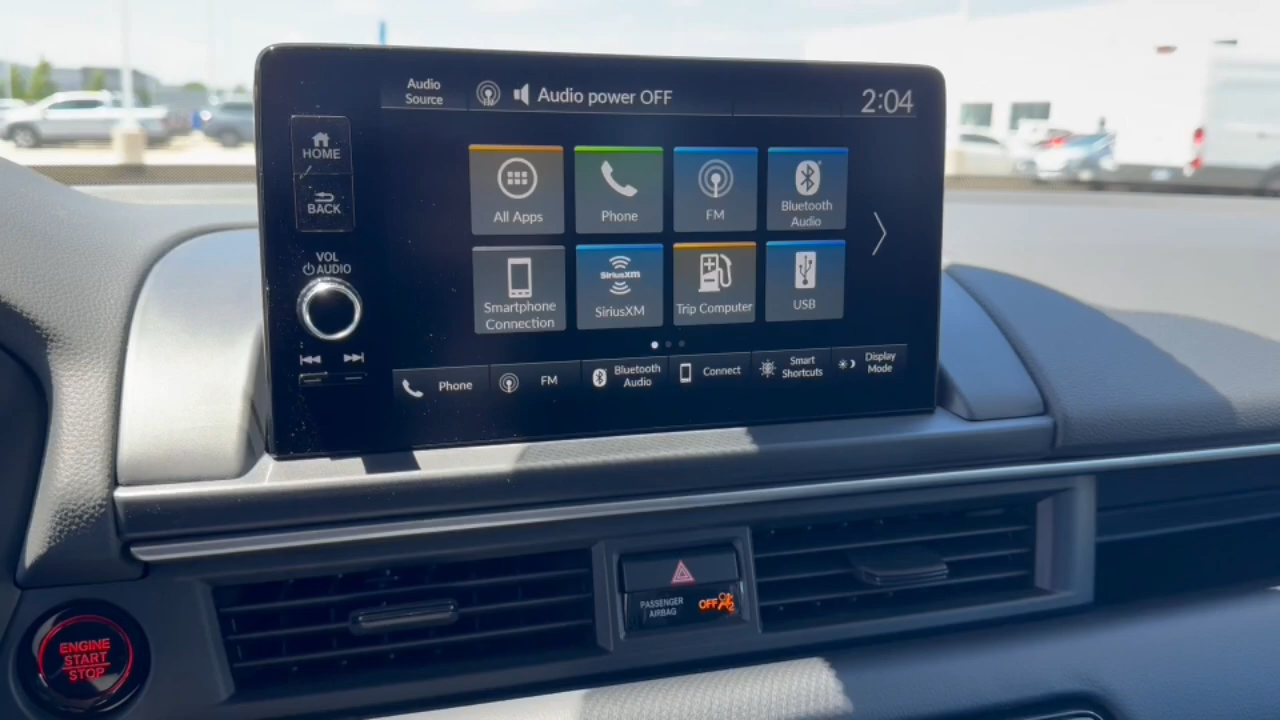 Audio
Source
Audio power OFF
2:04
HOME
BACK
VOL
AUDIO
All Apps
Phone
FM
Bluetooth
Audio
Smartphone
Connection
SiriusXM
SiriusXM
Trip Computer
USB
Phone
FM
Bluetooth
Audio
Connect
Smart
Shortcuts
Display
Mode
PASSENGER
AIRBAG
OFF
2
ENGINE
START
STOP